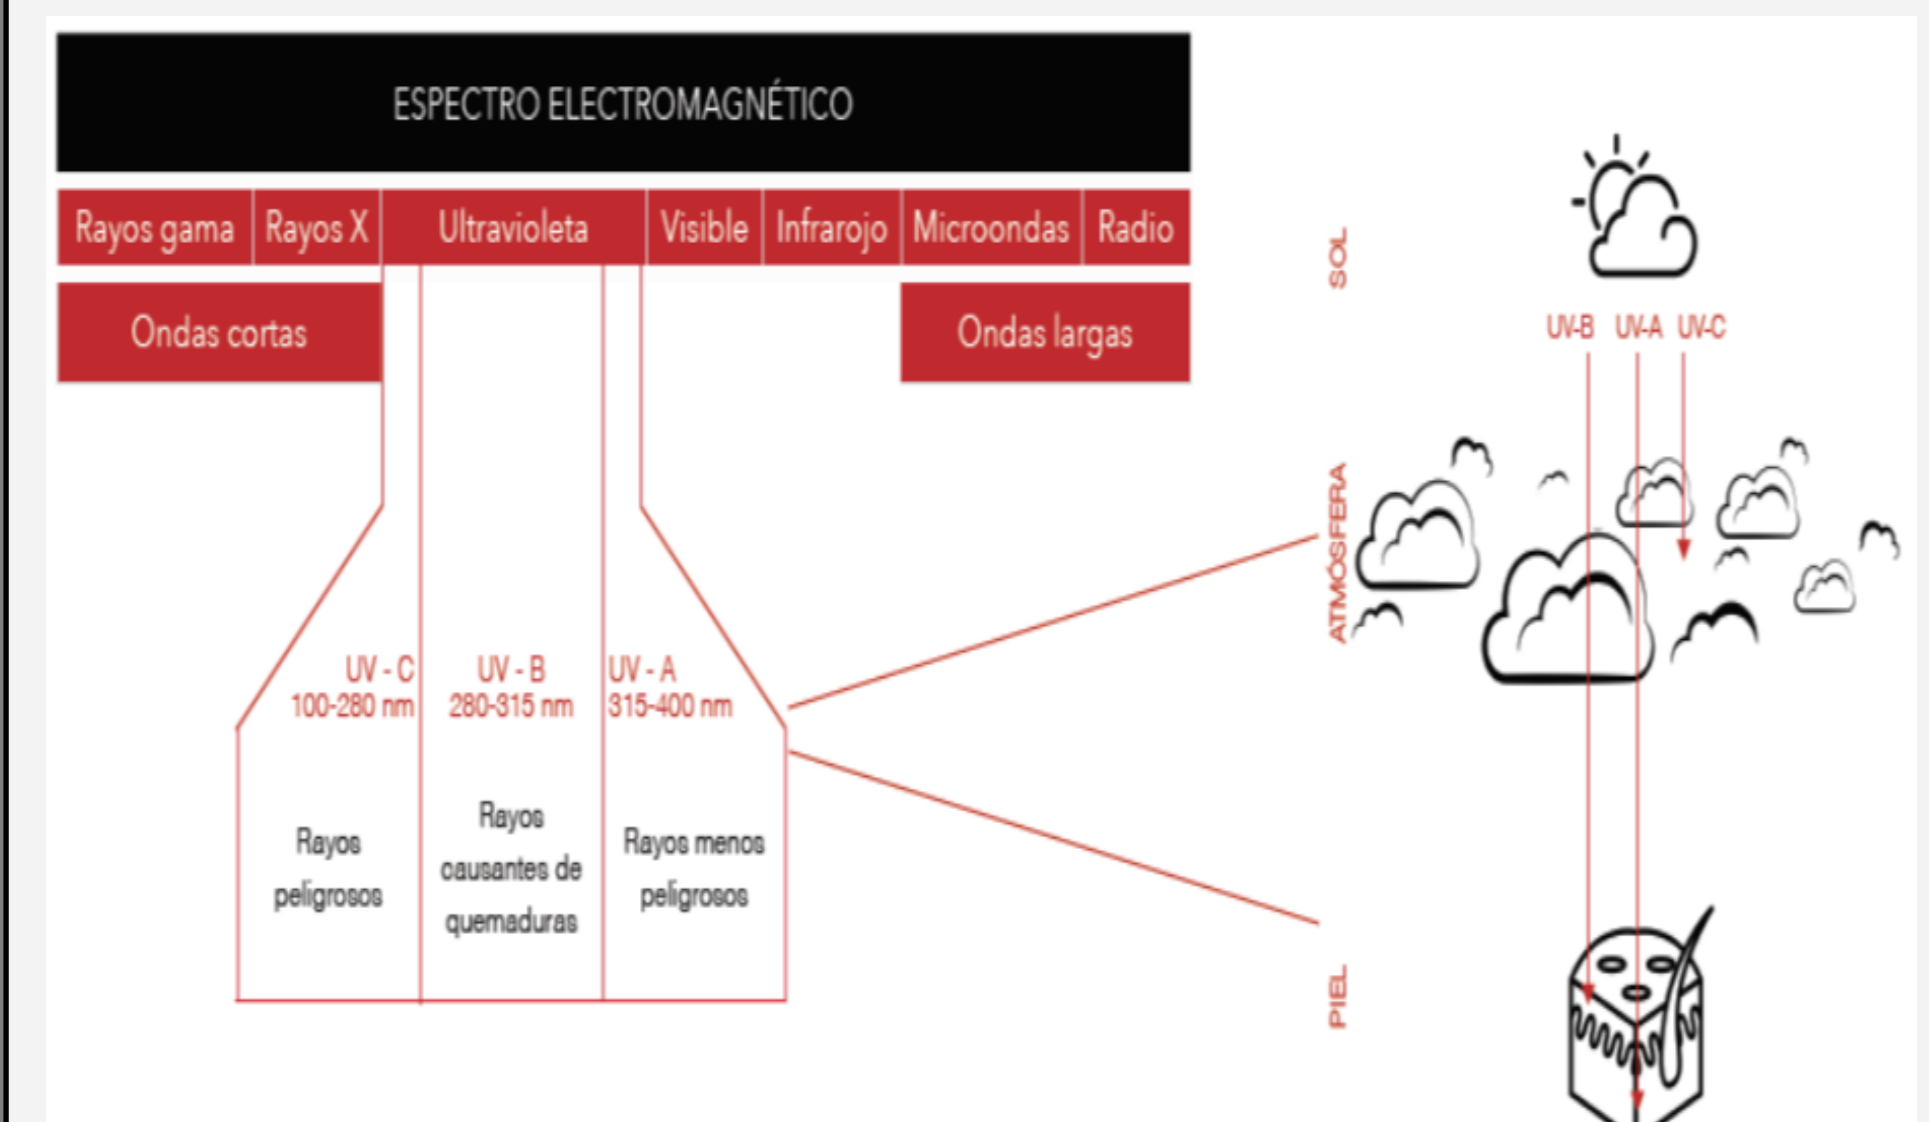 ESPECTRO ELECTROMAGNÉTICO
Rayos gama
Rayos X
Ultravioleta
Visible
Infrarojo
Microondas
Radio
Ondas cortas
Ondas largas
UV - C
100-280 nm
UV - B
280-315 nm
UV - A
315-400 nm
Rayos
peligrosos
Rayos
causantes de
quemaduras
Rayos menos
peligrosos
SOL
UV-B
UV-A
UV-C
ATMÓSFERA
PIEL